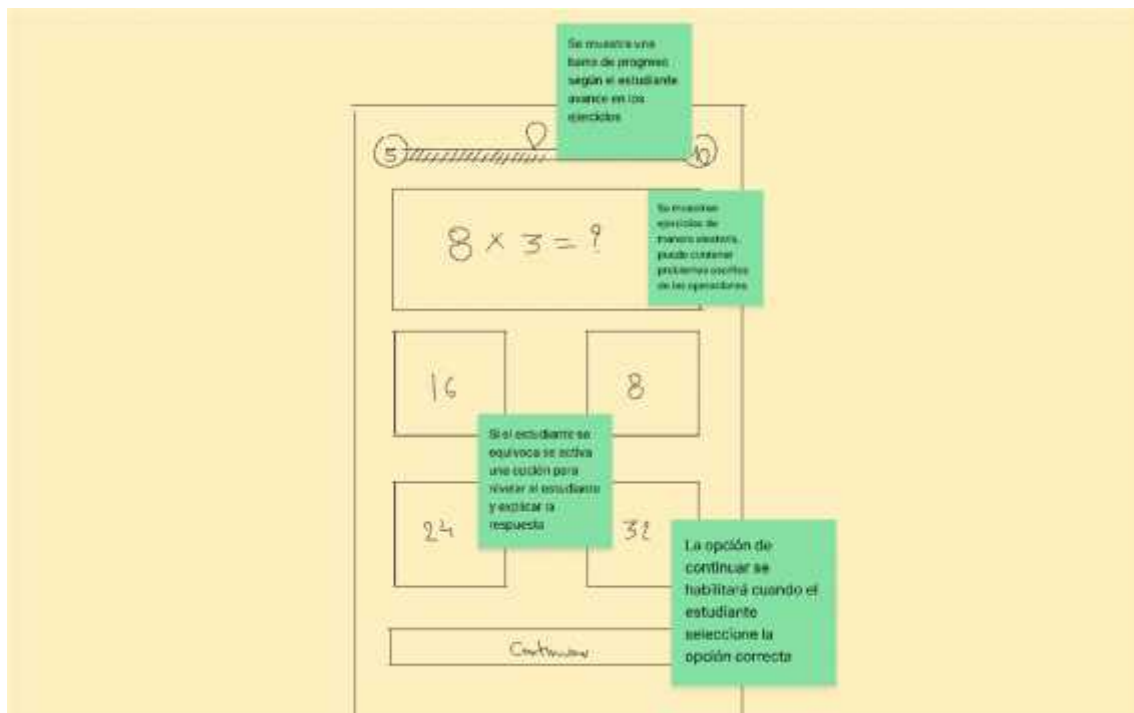 Se muestra una
barra de progreso
según el estudiante
avance en los
ejercicios
5
10
8 × 3 = ?
Se muestran
ejercicios de
manera aleatoria,
puede contener
problemas escritos
de las operaciones
16
8
Si el estudiante se
equivoca se activa
una opción para
nivelar al estudiante
y explicar la
respuesta
24
32
La opción de
continuar se
habilitará cuando el
estudiante
seleccione la
opción correcta
Continuar